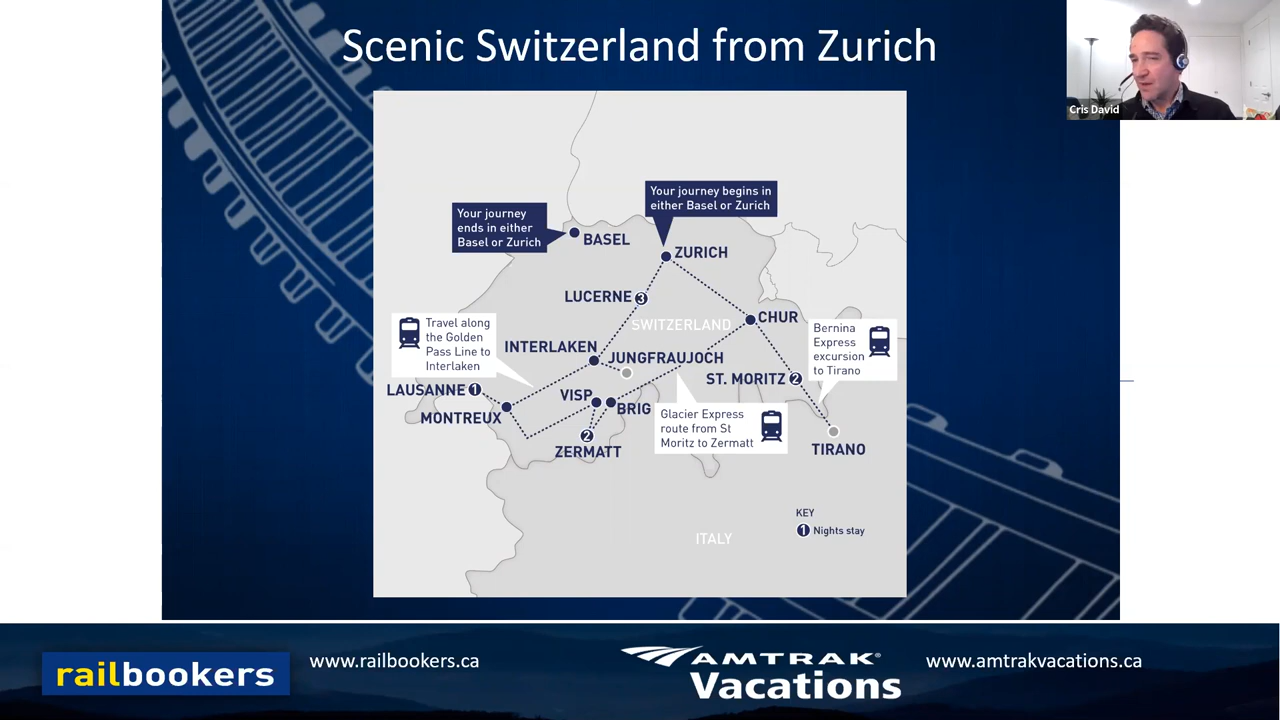 Scenic Switzerland from Zurich
Cris David
Your journey begins in
either Basel or Zurich
Your journey
ends in either
Basel or Zurich
BASEL
ZURICH
LUCERNE 3
SWITZERLAND
CHUR
Travel along
the Golden
Pass Line to
Interlaken
Bernina
Express
excursion
to Tirano
INTERLAKEN
JUNGFRAUJOCH
ST. MORITZ 2
LAUSANNE 1
VISP
BRIG
MONTREUX
Glacier Express
route from St
Moritz to Zermatt
2
ZERMATT
TIRANO
KEY
1 Nights stay
ITALY
railbookers
www.railbookers.ca
AMTRAK®
Vacations
www.amtrakvacations.ca